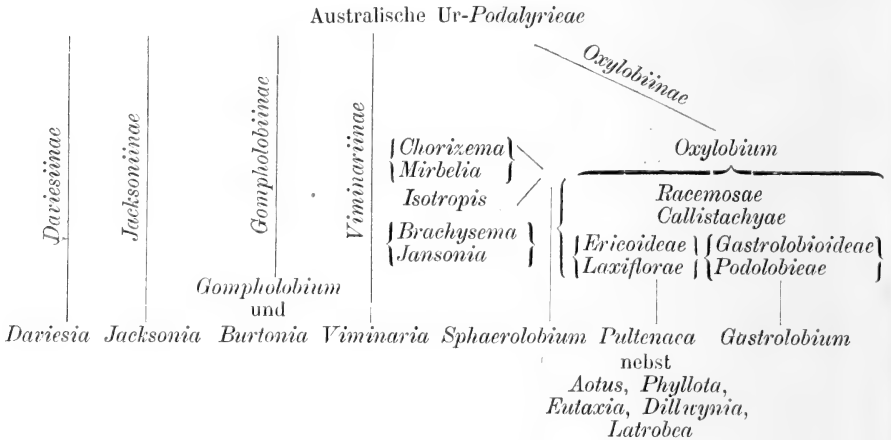 Australische Ur-Podalyrieae
Oxylobiinae
Daviesiinae
Jacksoniinae
Gompholobiinae
Viminariinae
Chorizema
Mirbelia
Isotropis
Brachysema
Jansonia
Oxylobium
Racemosae
Callistachyae
Ericoideae
Laxiflorae
Gastrolobioideae
Podolobieae
Gompholobium
und
Daviesia Jacksonia Burtonia Viminaria Sphaerolobium Pultenaea Gastrolobium
nebst
Aotus, Phyllota,
Eutaxia, Dillwynia,
Latrobea